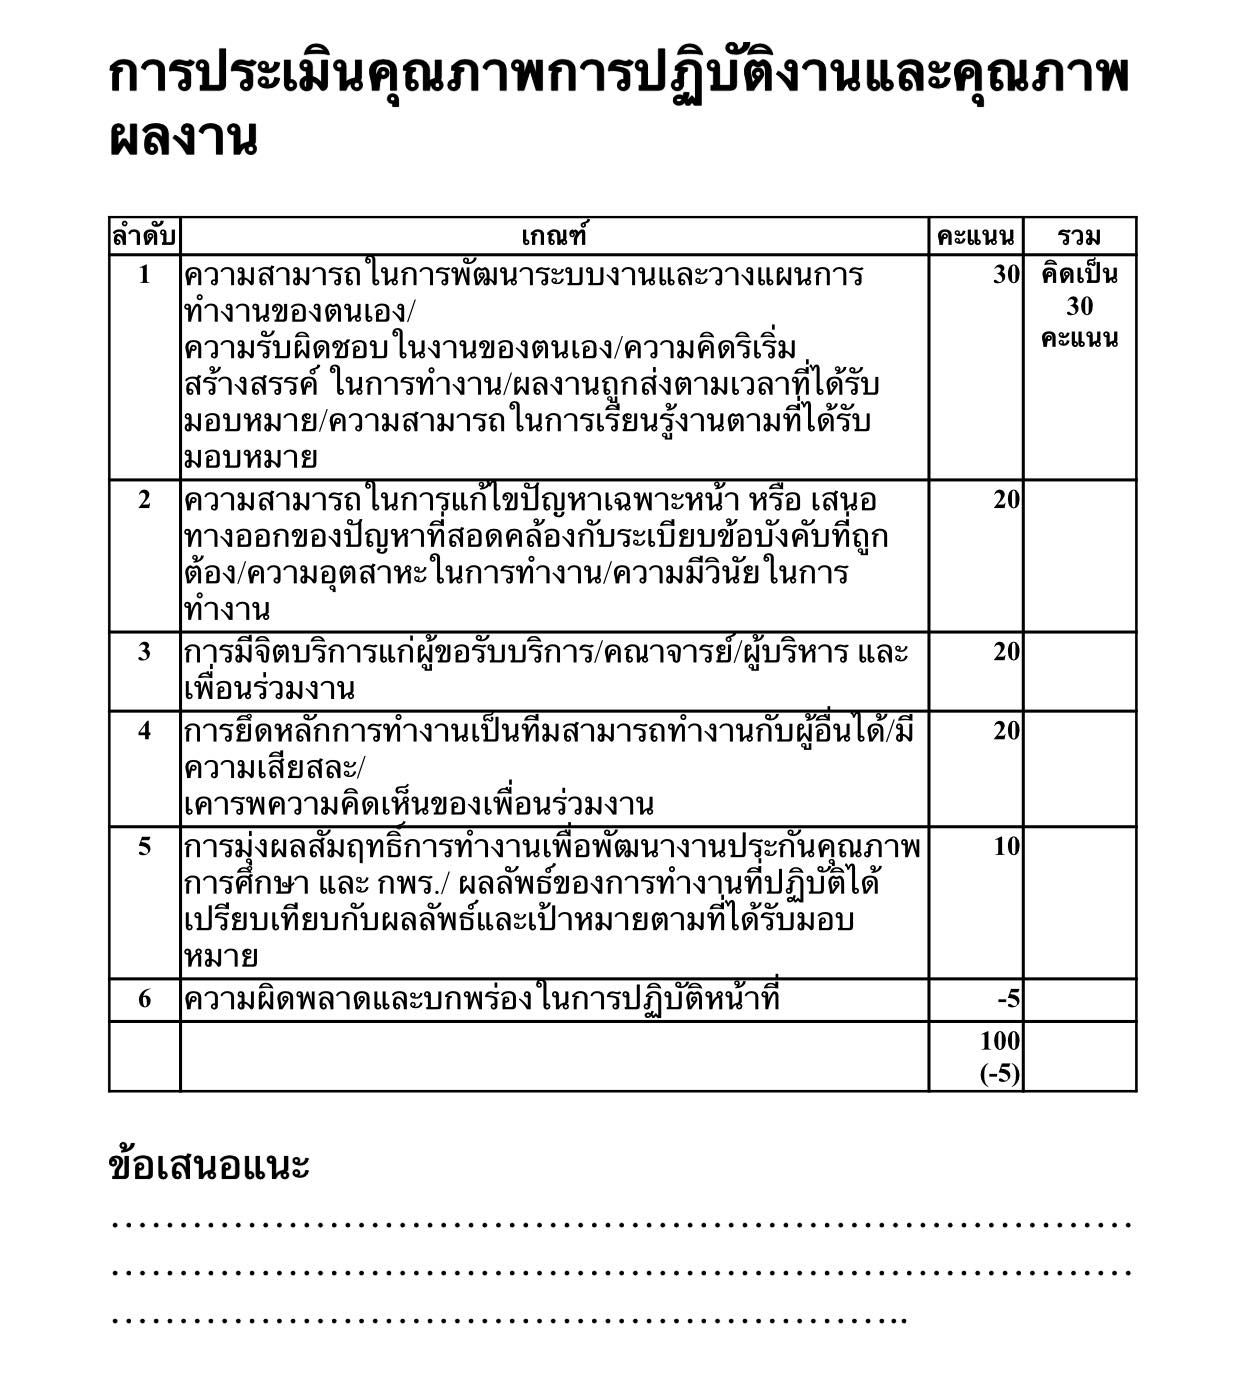 การประเมินคุณภาพการปฏิบัติงานและคุณภาพ
ผลงาน
ลำดับ เกณฑ์ คะแนน รวม
1 ความสามารถในการพัฒนาระบบงานและวางแผนการ 30 คิดเป็น
ทำงานของตนเอง/ 30
ความรับผิดชอบในงานของตนเอง/ความคิดริเริ่ม คะแนน
สร้างสรรค์ ในการทำงาน/ผลงานถูกส่งตามเวลาที่ได้รับ
มอบหมาย/ความสามารถในการเรียนรู้งานตามที่ได้รับ
มอบหมาย
2 ความสามารถในการแก้ไขปัญหาเฉพาะหน้า หรือ เสนอ 20
ทางออกของปัญหาที่สอดคล้องกับระเบียบข้อบังคับที่ถูก
ต้อง/ความอุตสาหะในการทำงาน/ความมีวินัยในการ
ทำงาน
3 การมีจิตบริการแก่ผู้ขอรับบริการ/คณาจารย์/ผู้บริหาร และ 20
เพื่อนร่วมงาน
4 การยึดหลักการทำงานเป็นทีมสามารถทำงานกับผู้อื่นได้/มี 20
ความเสียสละ/
เคารพความคิดเห็นของเพื่อนร่วมงาน
5 การมุ่งผลสัมฤทธิ์การทำงานเพื่อพัฒนางานประกันคุณภาพ 10
การศึกษา และ กพร./ ผลลัพธ์ของการทำงานที่ปฏิบัติได้
เปรียบเทียบกับผลลัพธ์และเป้าหมายตามที่ได้รับมอบ
หมาย
6 ความผิดพลาดและบกพร่องในการปฏิบัติหน้าที่ -5
100
(-5)
ข้อเสนอแนะ
…………………………………………………………………
…………………………………………………………………
…………………………………………………..